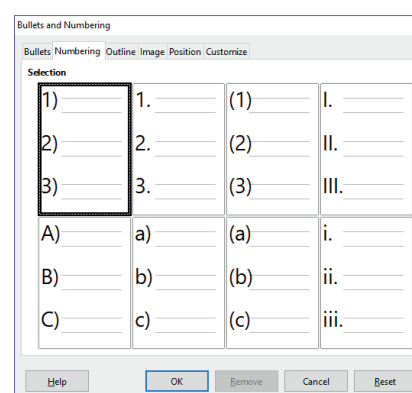 Bullets and Numbering
Bullets Numbering Outline Image Position Customize
Selection
1) 1. (1) I.
2) 2. (2) II.
3) 3. (3) III.
A) a) (a) i.
B) b) (b) ii.
C) c) (c) iii.
Help OK Remove Cancel Reset